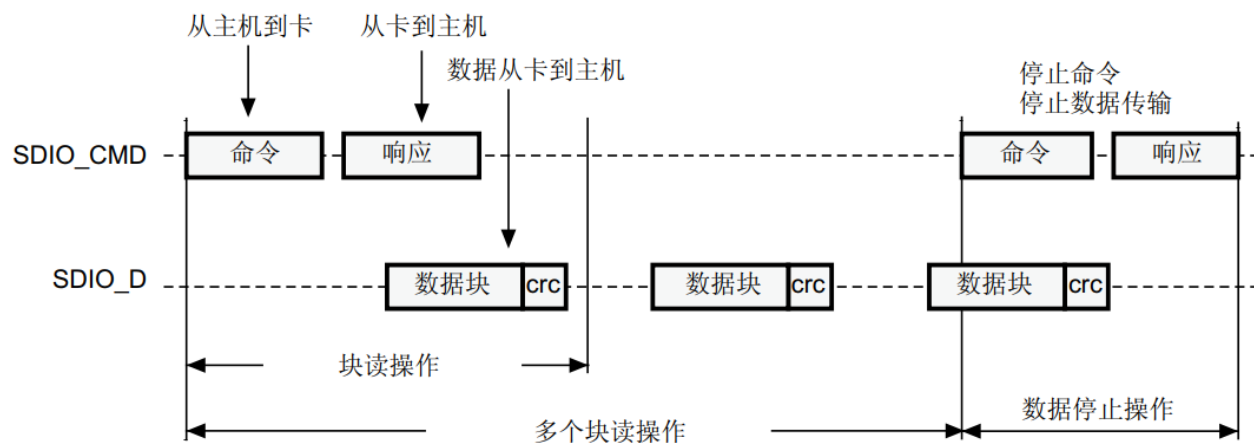 从主机到卡
从卡到主机
数据从卡到主机
停止命令
停止数据传输
SDIO_CMD
命令
响应
命令
响应
SDIO_D
数据块
crc
数据块
crc
数据块
crc
块读操作
数据停止操作
多个块读操作